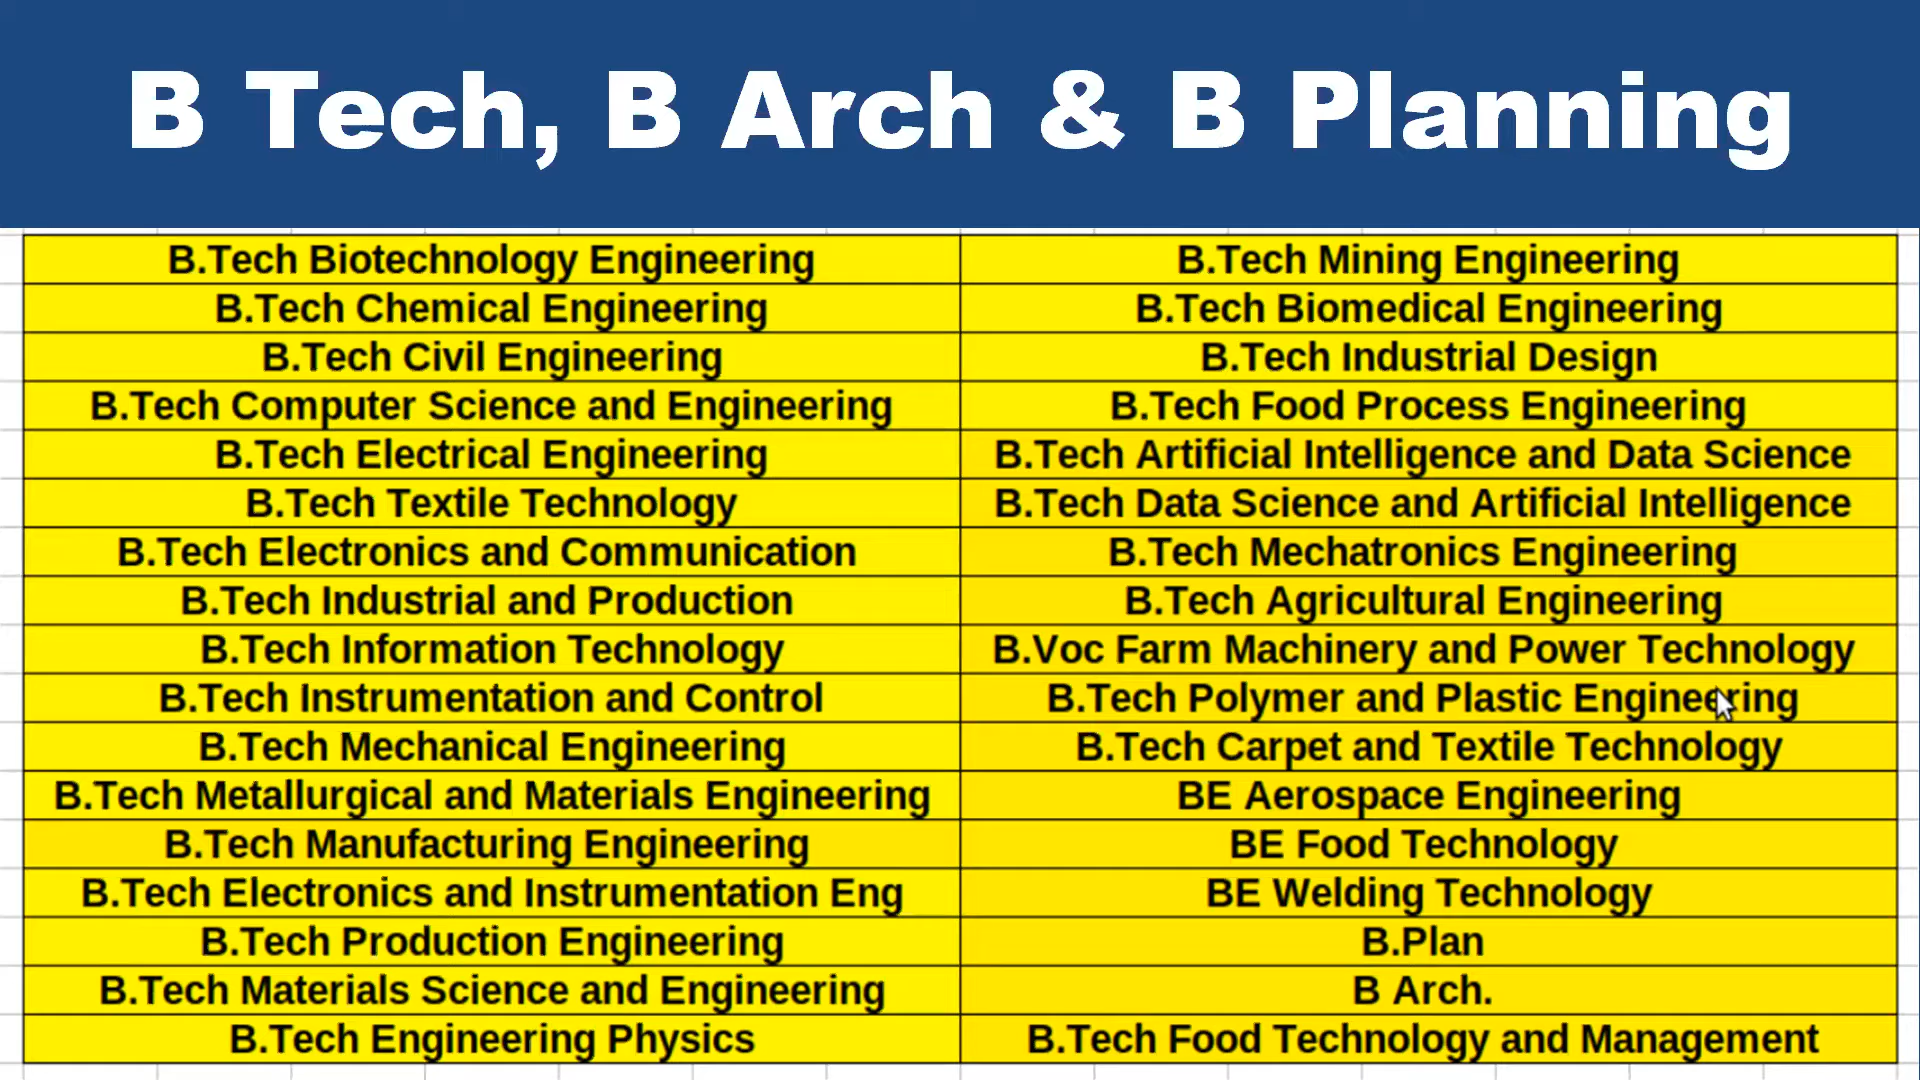 B Tech, B Arch & B Planning
B.Tech Biotechnology Engineering
B.Tech Mining Engineering
B.Tech Chemical Engineering
B.Tech Biomedical Engineering
B.Tech Civil Engineering
B.Tech Industrial Design
B.Tech Computer Science and Engineering
B.Tech Food Process Engineering
B.Tech Electrical Engineering
B.Tech Artificial Intelligence and Data Science
B.Tech Textile Technology
B.Tech Data Science and Artificial Intelligence
B.Tech Electronics and Communication
B.Tech Mechatronics Engineering
B.Tech Industrial and Production
B.Tech Agricultural Engineering
B.Tech Information Technology
B.Voc Farm Machinery and Power Technology
B.Tech Instrumentation and Control
B.Tech Polymer and Plastic Engineering
B.Tech Mechanical Engineering
B.Tech Carpet and Textile Technology
B.Tech Metallurgical and Materials Engineering
BE Aerospace Engineering
B.Tech Manufacturing Engineering
BE Food Technology
B.Tech Electronics and Instrumentation Eng
BE Welding Technology
B.Tech Production Engineering
B.Plan
B.Tech Materials Science and Engineering
B Arch.
B.Tech Engineering Physics
B.Tech Food Technology and Management